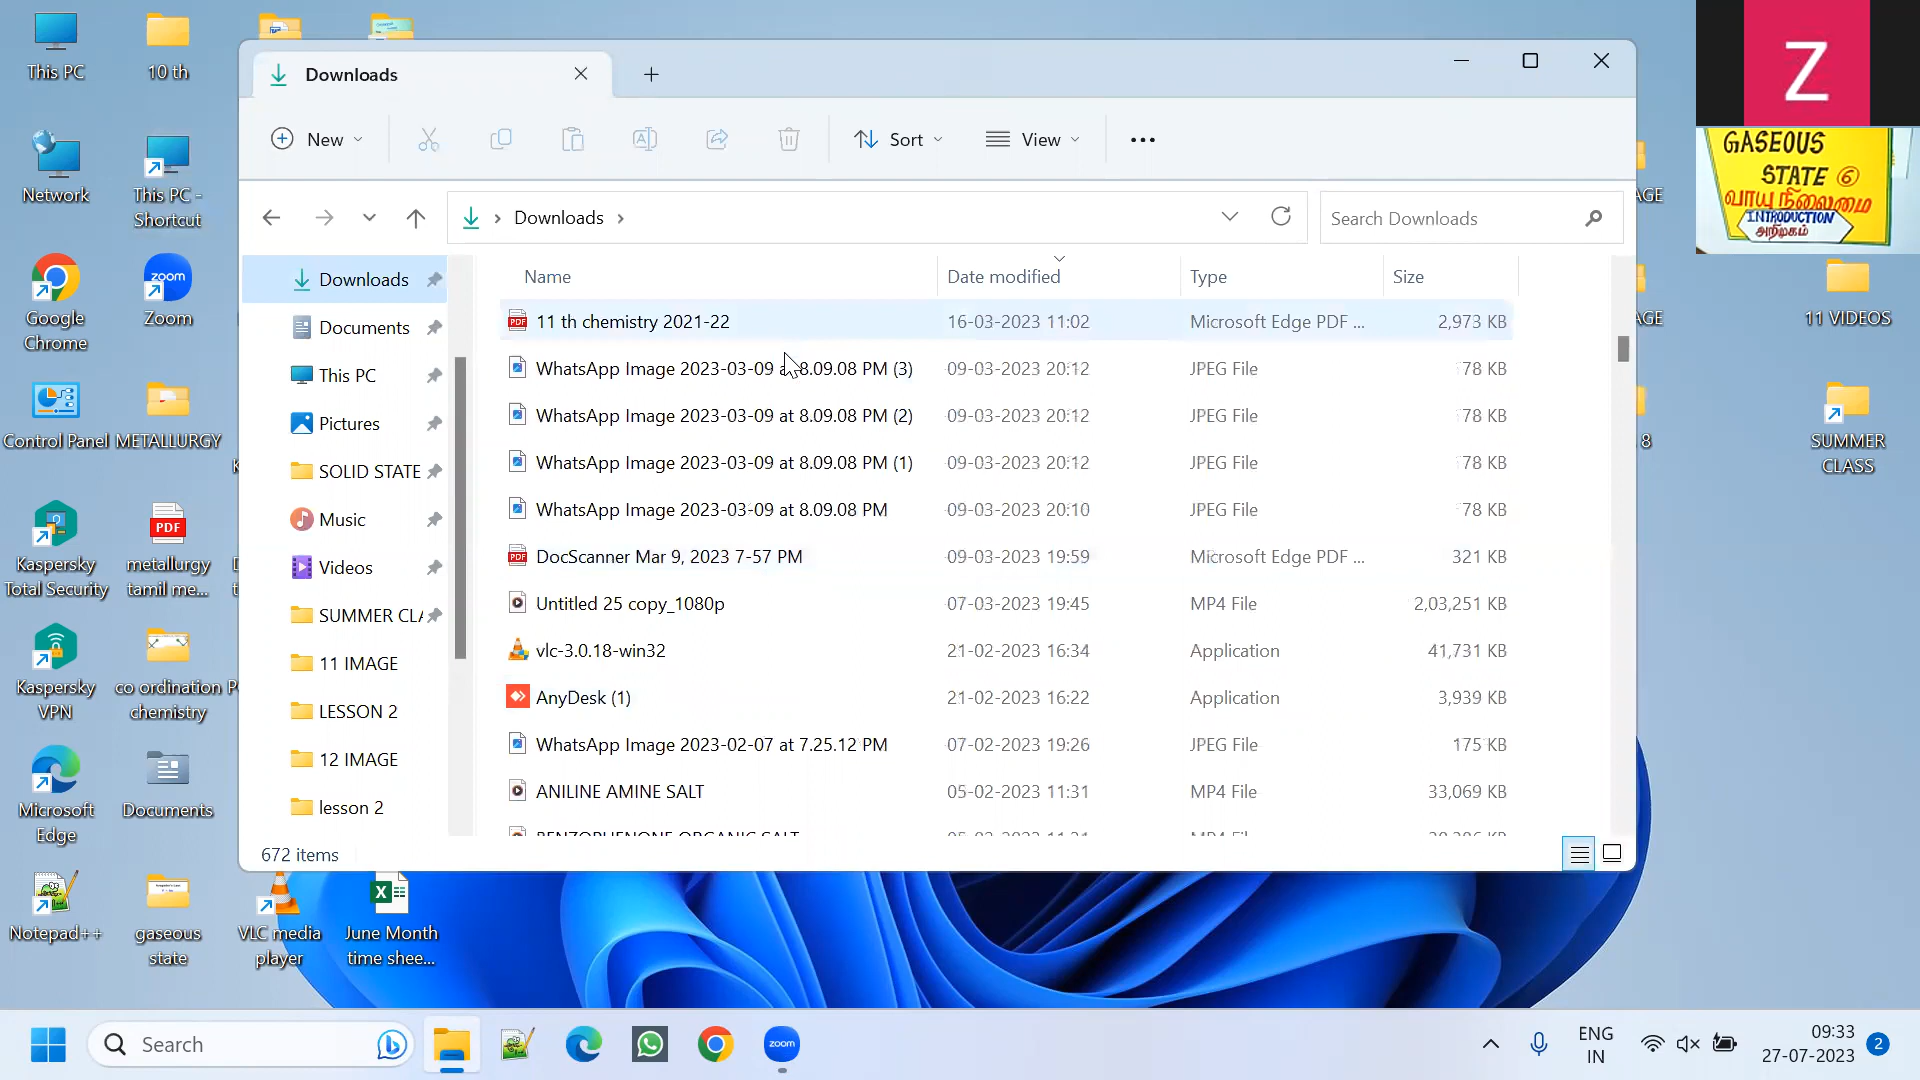 This PC
10 th
Network
This PC -
Shortcut
Google
Chrome
zoom
Zoom
Control Panel
METALLURGY
Kaspersky
Total Security
PDF
metallurgy
tamil me...
Kaspersky
VPN
co ordination
chemistry
Microsoft
Edge
Documents
Notepad++
gaseous
state
VLC media
player
June Month
time shee...
Downloads
New
Sort
View
Downloads
Search Downloads
Downloads
Documents
This PC
Pictures
SOLID STATE
Music
Videos
SUMMER CLA
11 IMAGE
LESSON 2
12 IMAGE
lesson 2
Name Date modified Type Size
11 th chemistry 2021-22 16-03-2023 11:02 Microsoft Edge PDF ... 2,973 KB
WhatsApp Image 2023-03-09 at 8.09.08 PM (3) 09-03-2023 20:12 JPEG File 78 KB
WhatsApp Image 2023-03-09 at 8.09.08 PM (2) 09-03-2023 20:12 JPEG File 78 KB
WhatsApp Image 2023-03-09 at 8.09.08 PM (1) 09-03-2023 20:12 JPEG File 78 KB
WhatsApp Image 2023-03-09 at 8.09.08 PM 09-03-2023 20:10 JPEG File 78 KB
DocScanner Mar 9, 2023 7-57 PM 09-03-2023 19:59 Microsoft Edge PDF ... 321 KB
Untitled 25 copy_1080p 07-03-2023 19:45 MP4 File 2,03,251 KB
vlc-3.0.18-win32 21-02-2023 16:34 Application 41,731 KB
AnyDesk (1) 21-02-2023 16:22 Application 3,939 KB
WhatsApp Image 2023-02-07 at 7.25.12 PM 07-02-2023 19:26 JPEG File 175 KB
ANILINE AMINE SALT 05-02-2023 11:31 MP4 File 33,069 KB
672 items
Z
GASEOUS
STATE ⑥
வாயு நிலைமை
INTRODUCTION
அறிமுகம்
AGE
11 VIDEOS
AGE
8
SUMMER
CLASS
Search
zoom
ENG
IN
09:33
27-07-2023
2